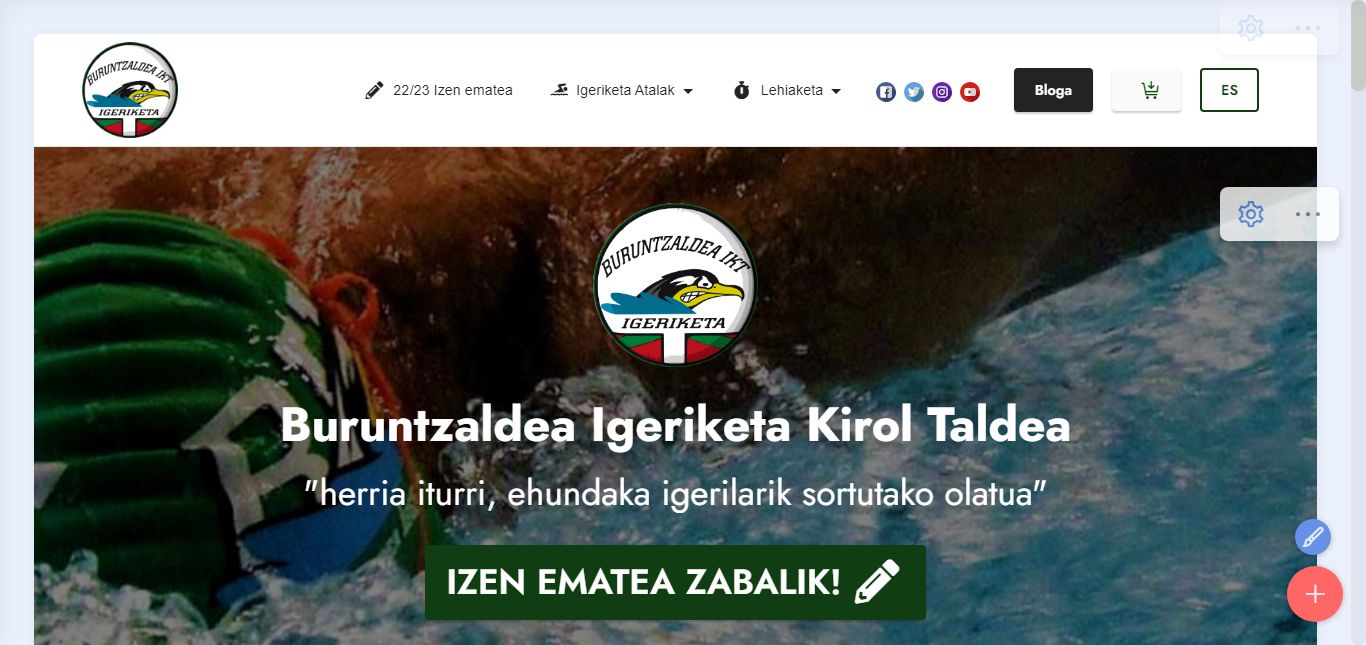 BURUNTZALDEA IKT
IGERIKETA
22/23 Izen ematea
Igeriketa Atalak
Lehiaketa
Bloga
ES
BURUNTZALDEA IKT
IGERIKETA
Buruntzaldea Igeriketa Kirol Taldea
"herria iturri, ehundaka igerilarik sortutako olatua"
IZEN EMATEA ZABALIK!